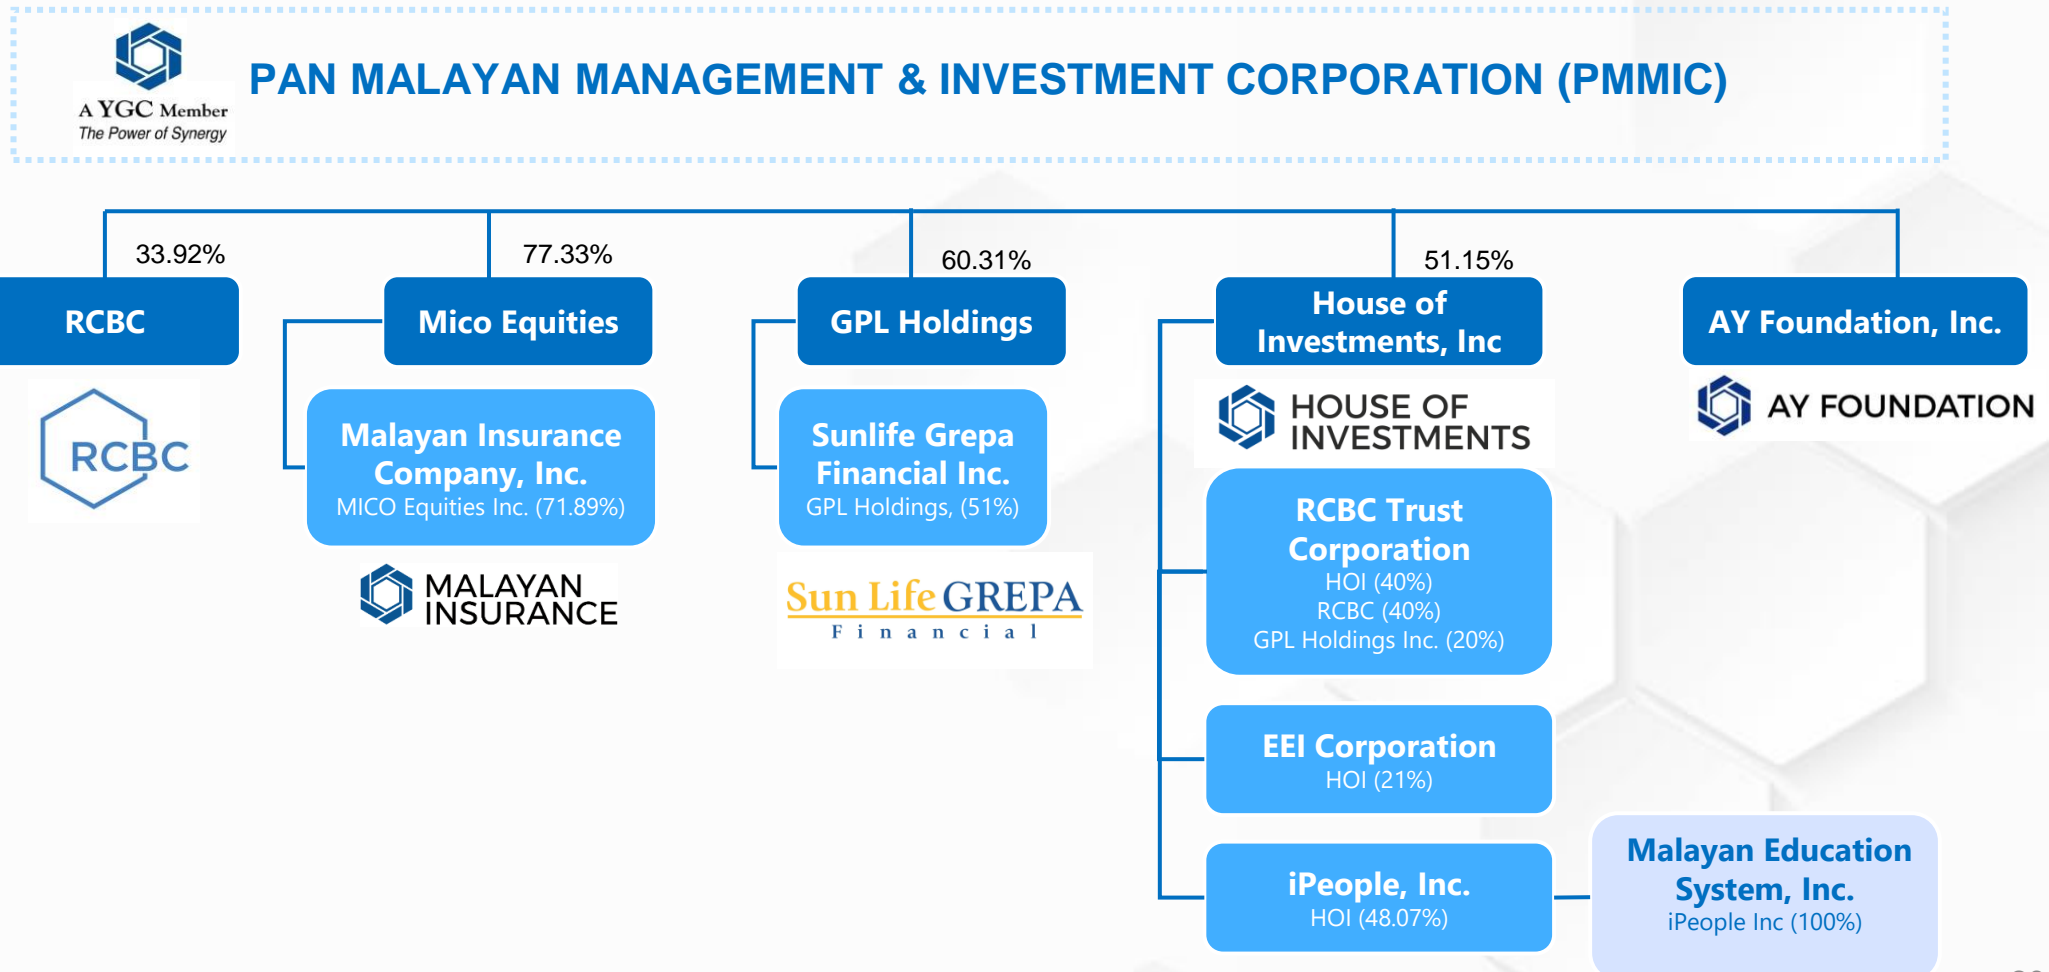 A YGC Member
The Power of Synergy
PAN MALAYAN MANAGEMENT & INVESTMENT CORPORATION (PMMIC)
33.92%
77.33%
60.31%
51.15%
RCBC
Mico Equities
GPL Holdings
House of
Investments, Inc
AY Foundation, Inc.
RCBC
Malayan Insurance
Company, Inc.
MICO Equities Inc. (71.89%)
MALAYAN
INSURANCE
Sunlife Grepa
Financial Inc.
GPL Holdings, (51%)
Sun Life GREPA
Financial
HOUSE OF
INVESTMENTS
AY FOUNDATION
RCBC Trust
Corporation
HOI (40%)
RCBC (40%)
GPL Holdings Inc. (20%)
EEI Corporation
HOI (21%)
iPeople, Inc.
HOI (48.07%)
Malayan Education
System, Inc.
iPeople Inc (100%)